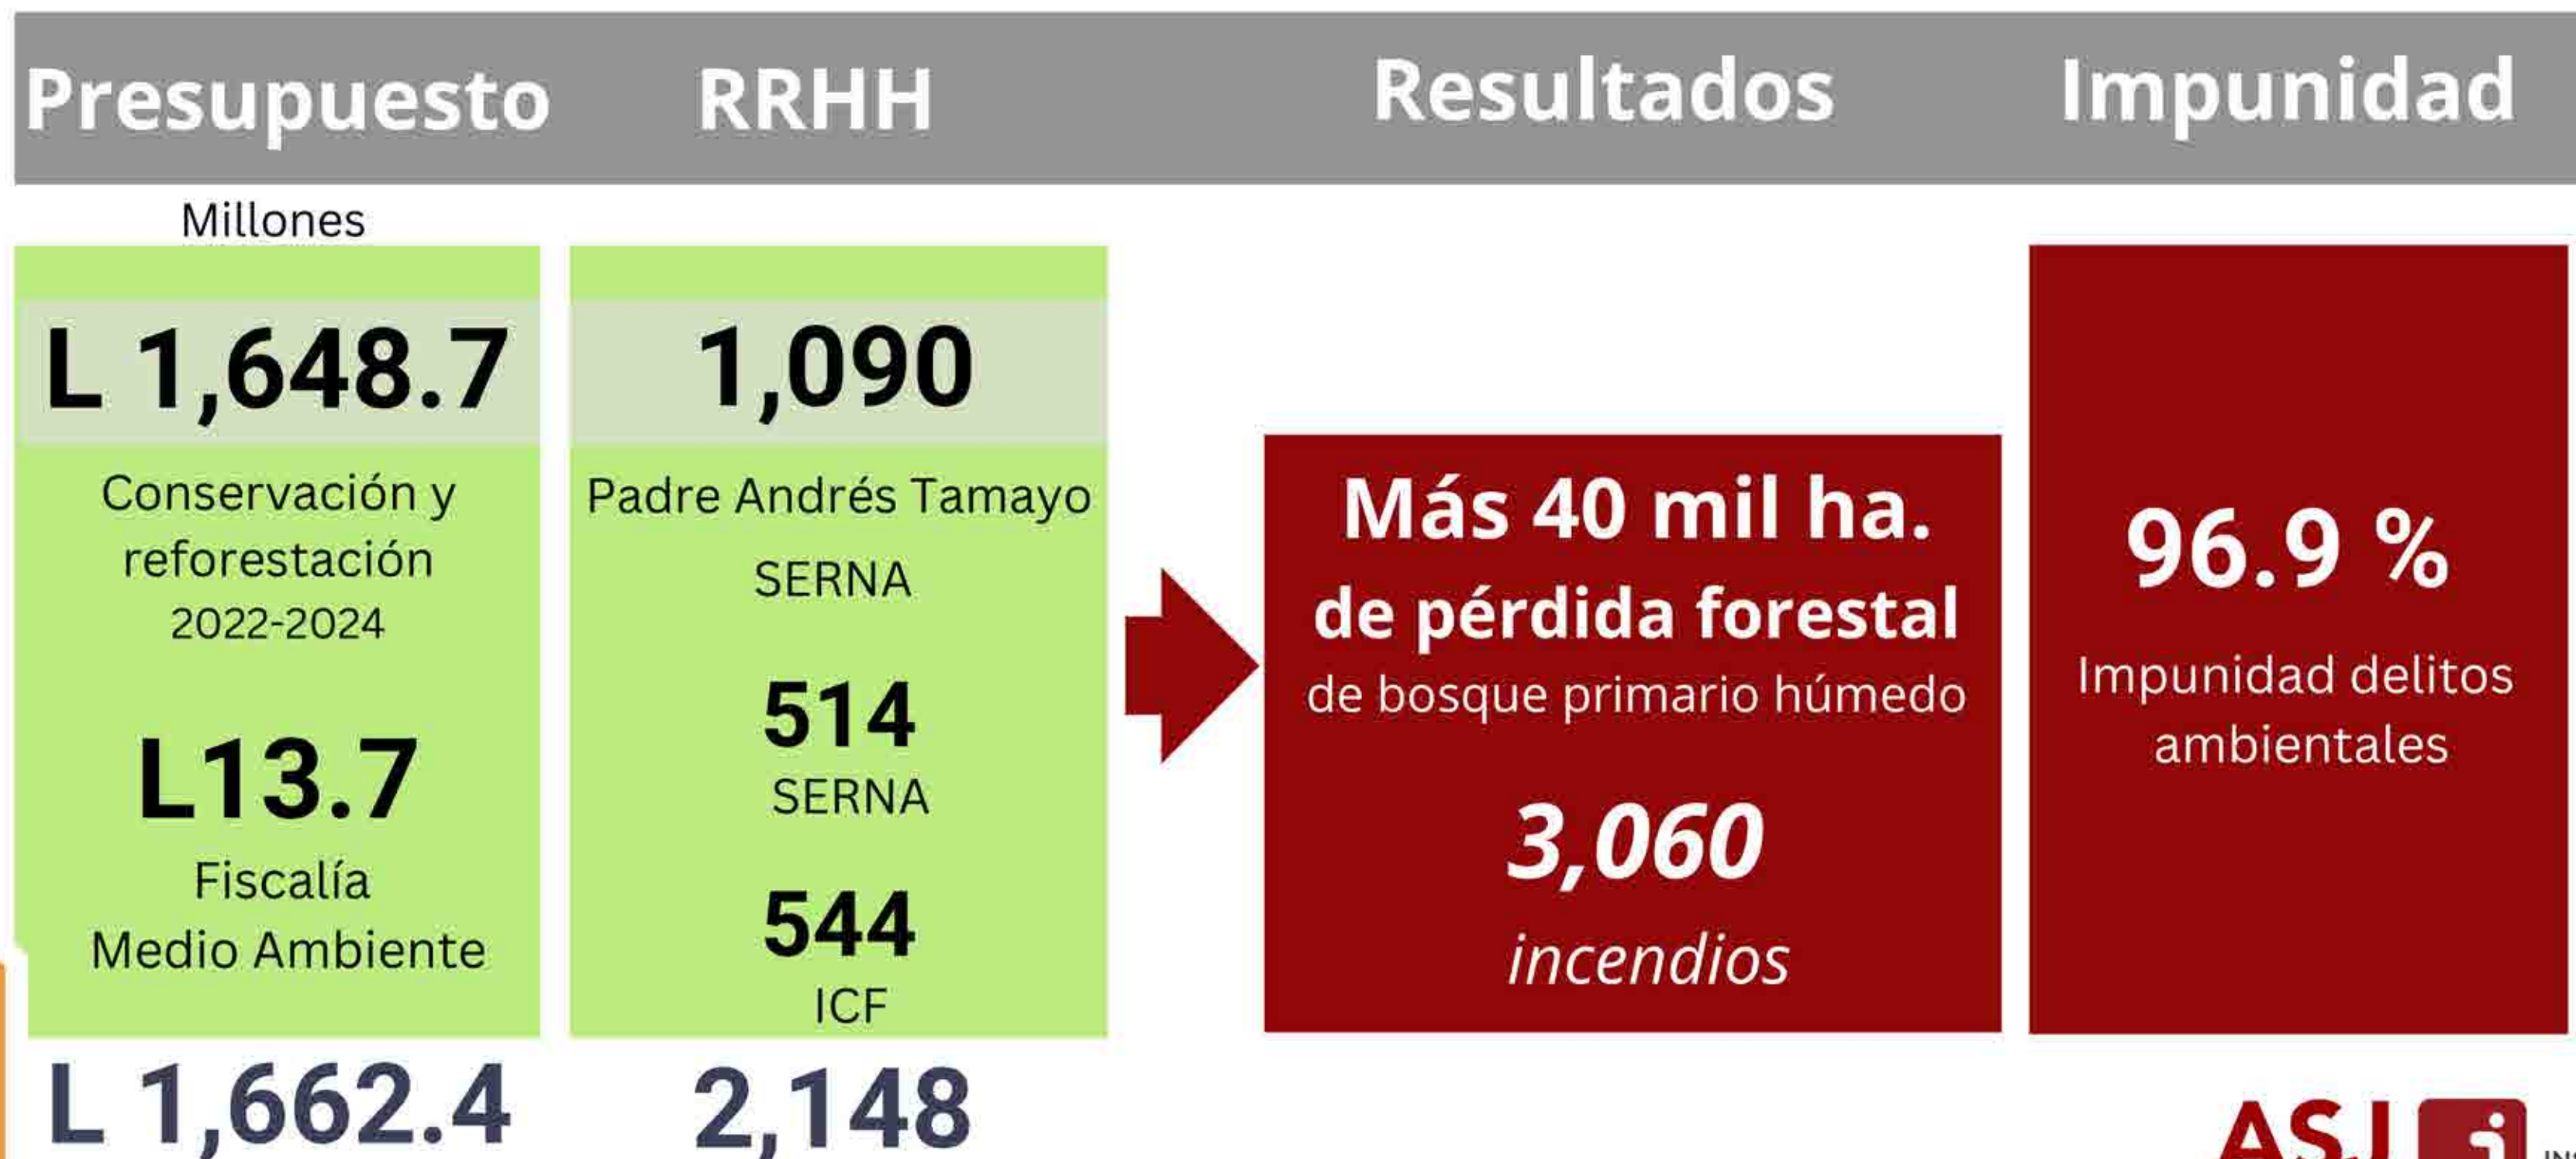 Presupuesto
RRHH
Resultados
Impunidad
Millones
L 1,648.7
Conservación y
reforestación
2022-2024
L13.7
Fiscalía
Medio Ambiente
L 1,662.4
1,090
Padre Andrés Tamayo
SERNA
514
SERNA
544
ICF
2,148
Más 40 mil ha.
de pérdida forestal
de bosque primario húmedo
3,060
incendios
96.9 %
Impunidad delitos
ambientales
ASJ